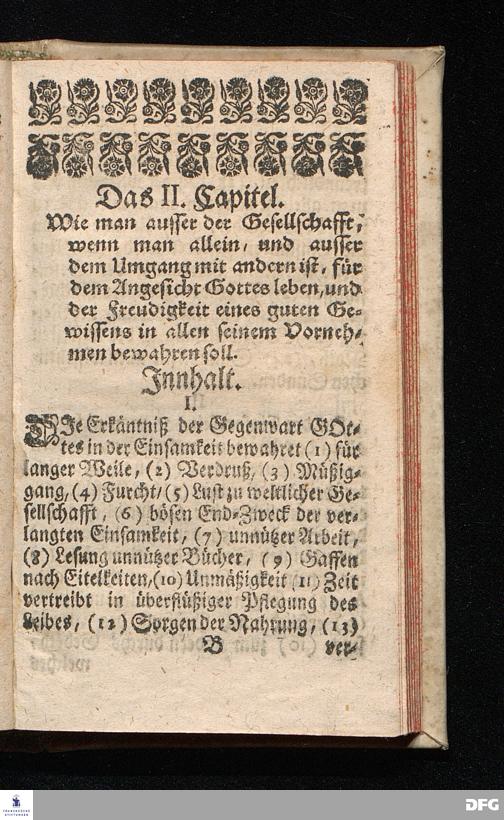 Das II. Capitel.
Wie man ausser der Gesellschafft,
wenn man allein, und ausser
dem Umgang mit andern ist, für
dem Angesicht Gottes leben, und
der Freudigkeit eines guten Ge-
wissens in allen seinem Vorneh-
men bewahren soll.
Innhalt.
I.
DIe Erkäntniß der Gegenwart GOt-
tes in der Einsamkeit bewahret (1) für
langer Weile, (2) Verdruß, (3) Müßig-
gang, (4) Furcht, (5) Lust zu weltlicher Ge-
sellschafft, (6) bösen End-Zweck der ver-
langten Einsamkeit, (7) unnützer Arbeit,
(8) Lesung unnützer Bücher, (9) Gaffen
nach Eitelkeiten, (10) Unmäßigkeit (11) Zeit
vertreibt in überflüßiger Pflegung des
Leibes, (12) Sorgen der Nahrung, (13)
B ver-
FRANCKESCHE
STIFTUNGEN
DFG